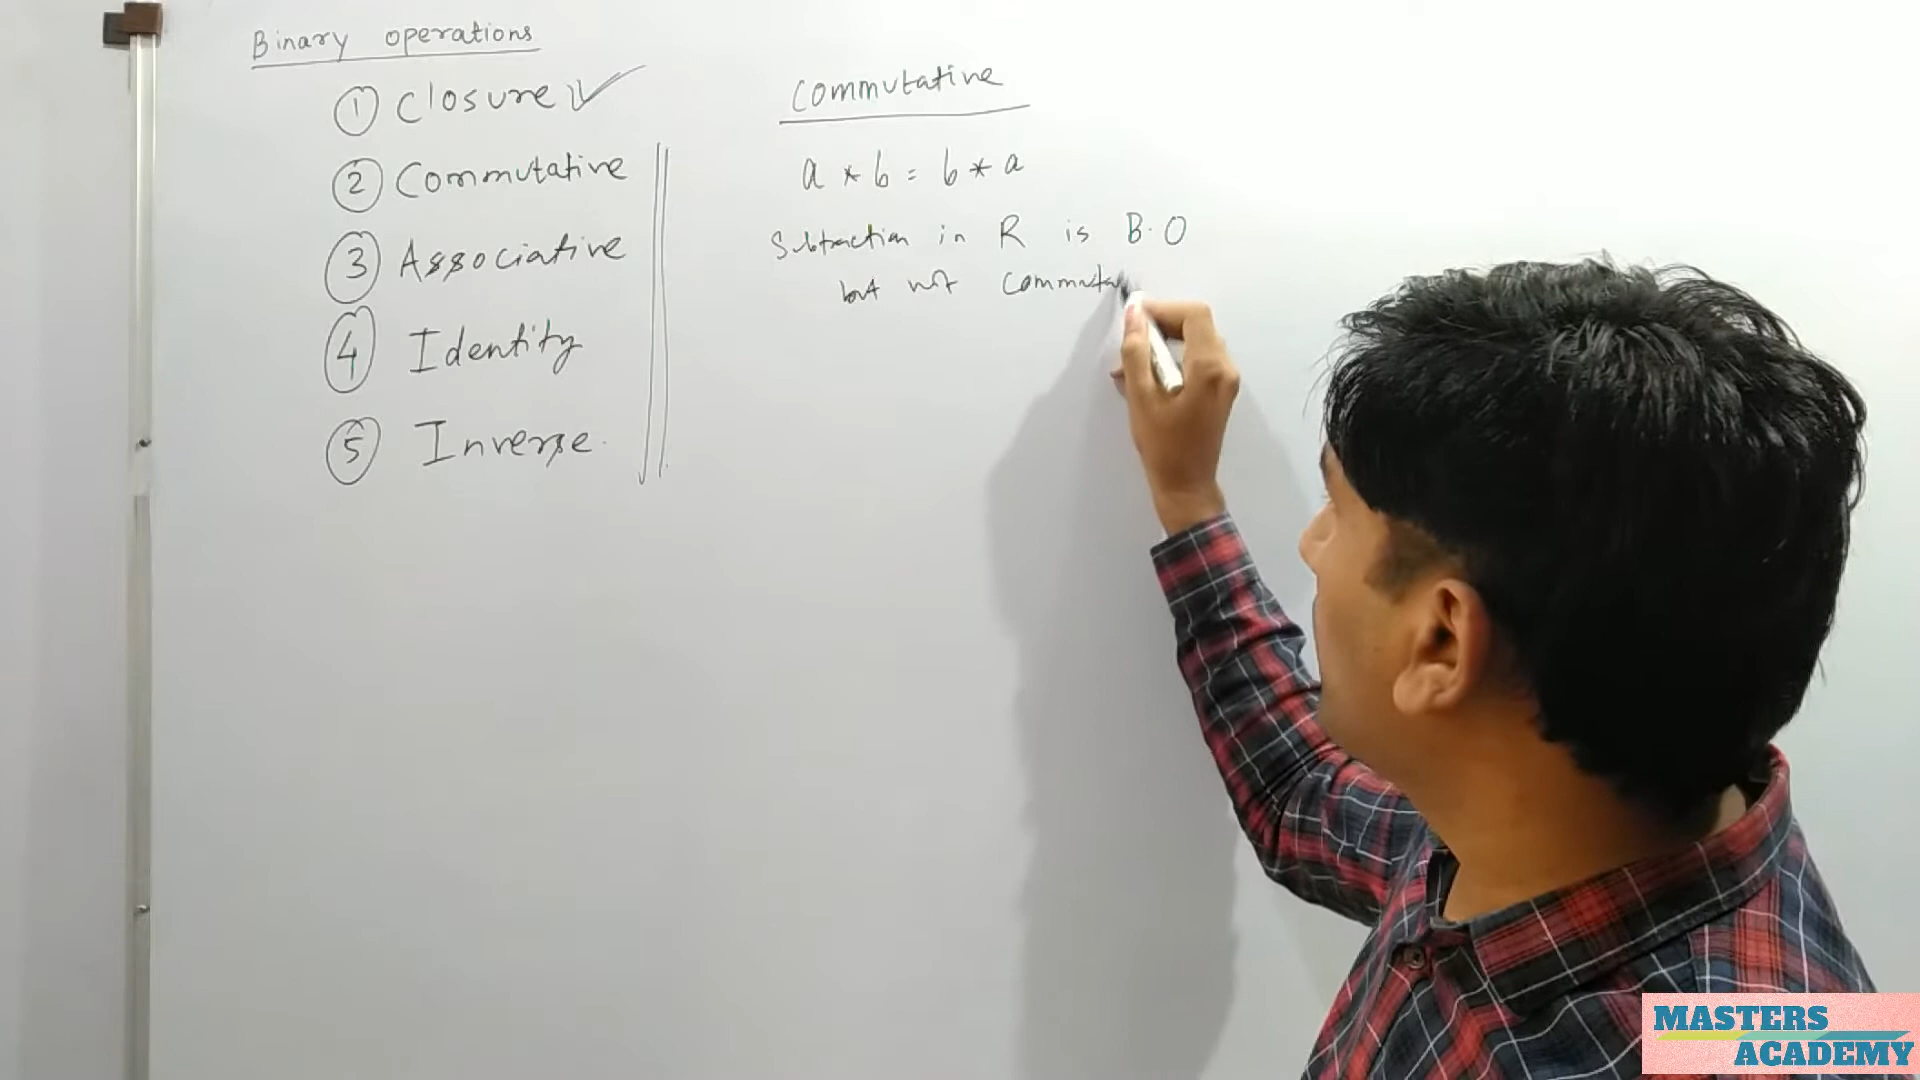 Binary operations
① Closure ✓
② Commutative
③ Associative
④ Identity
⑤ Inverse.
Commutative
a * b = b * a
Subtraction in R is B.O
but not commuta
MASTERS
ACADEMY